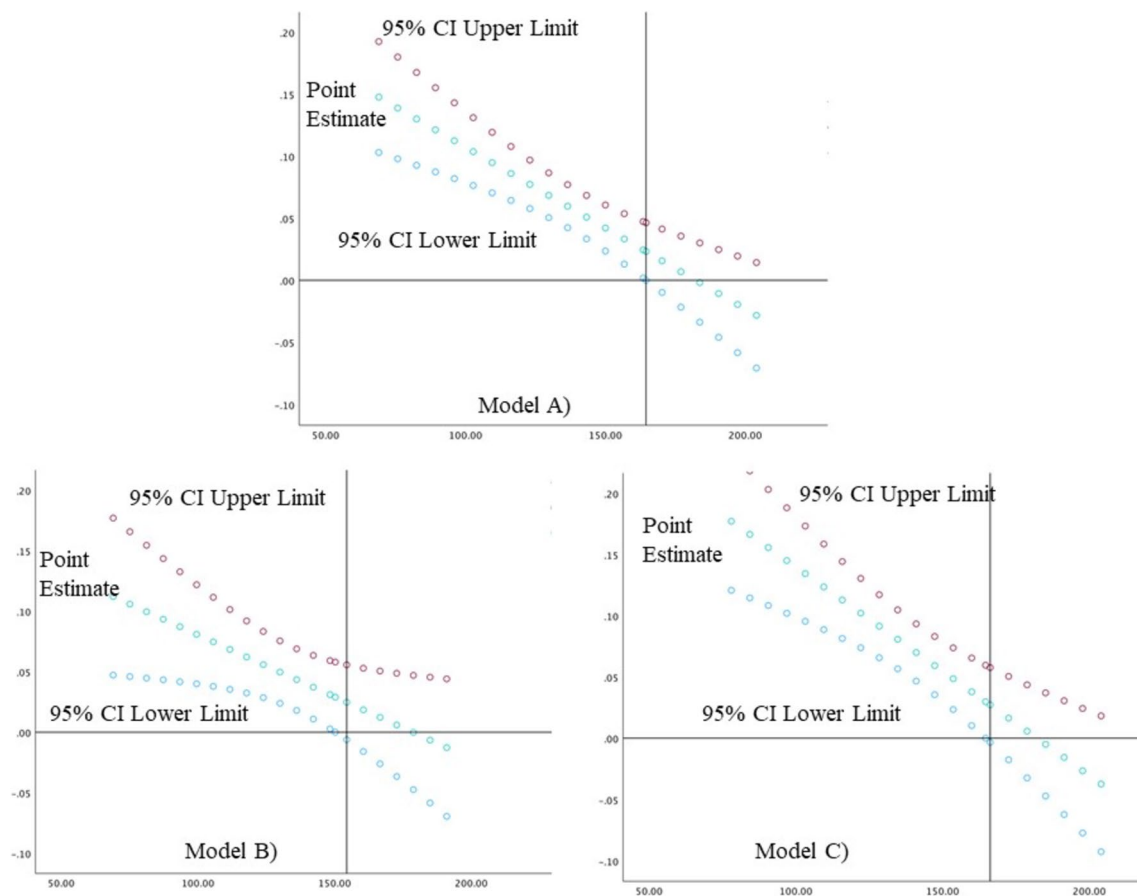 95% CI Upper Limit
.20
.15
Point
Estimate
.10
.05
95% CI Lower Limit
.00
-.05
-.10
Model A)
50.00 100.00 150.00 200.00
.20
95% CI Upper Limit
.15
Point
Estimate
.10
.05
95% CI Lower Limit
.00
-.05
-.10
Model B)
50.00 100.00 150.00 200.00
.20
95% CI Upper Limit
Point
Estimate
.15
.10
.05
95% CI Lower Limit
.00
-.05
-.10
Model C)
50.00 100.00 150.00 200.00